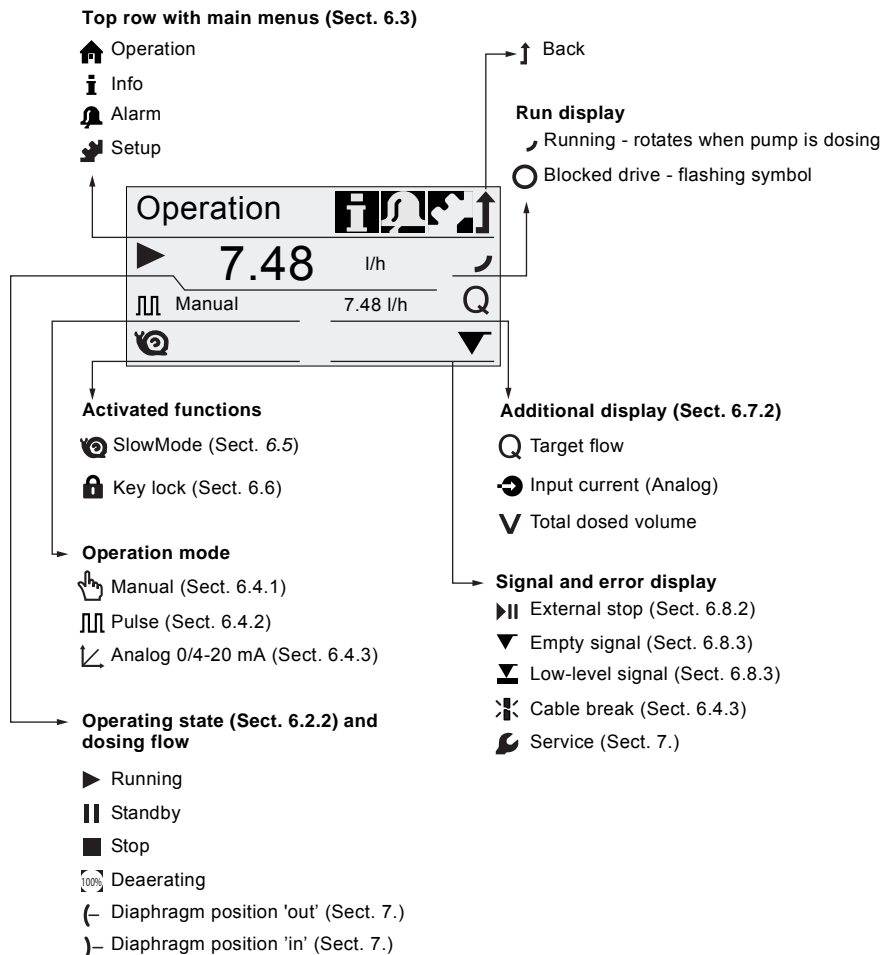 Top row with main menus (Sect. 6.3)
Operation
Info
Alarm
Setup
Back
Run display
Running - rotates when pump is dosing
Blocked drive - flashing symbol
Operation
7.48 l/h
Manual 7.48 l/h
Q
Activated functions
SlowMode (Sect. 6.5)
Key lock (Sect. 6.6)
Additional display (Sect. 6.7.2)
Q Target flow
Input current (Analog)
V Total dosed volume
Operation mode
Manual (Sect. 6.4.1)
Pulse (Sect. 6.4.2)
Analog 0/4-20 mA (Sect. 6.4.3)
Signal and error display
External stop (Sect. 6.8.2)
Empty signal (Sect. 6.8.3)
Low-level signal (Sect. 6.8.3)
Cable break (Sect. 6.4.3)
Service (Sect. 7.)
Operating state (Sect. 6.2.2) and
dosing flow
Running
Standby
Stop
100% Deaerating
Diaphragm position 'out’ (Sect. 7.)
Diaphragm position ’in’ (Sect. 7.)